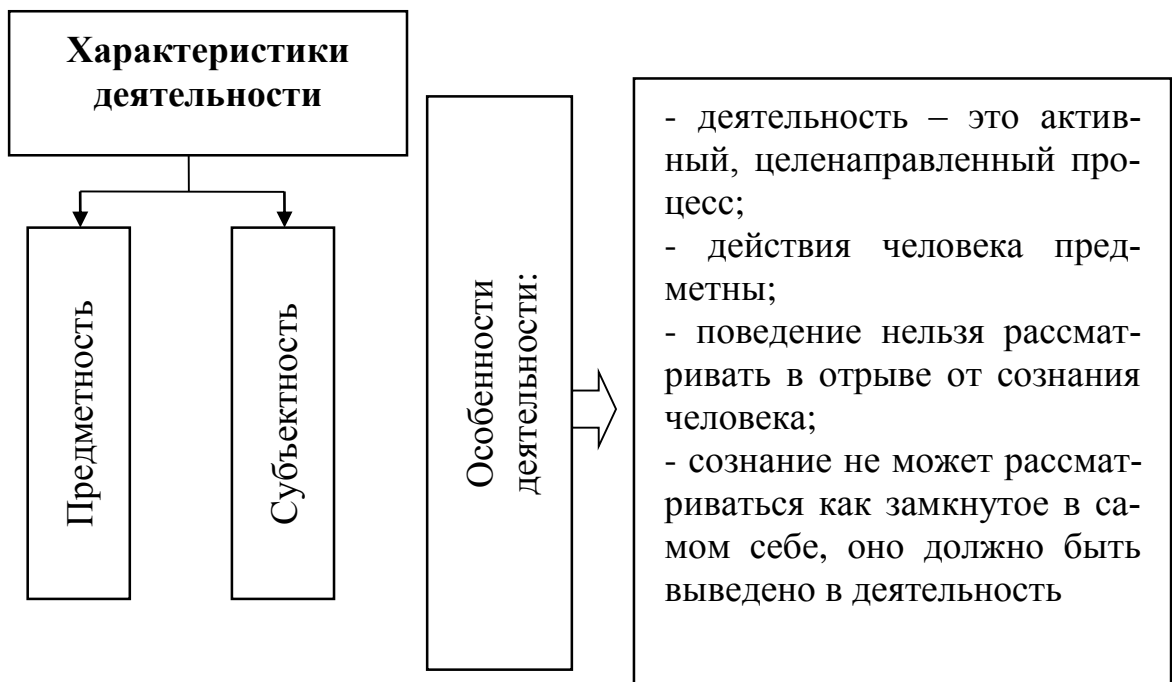 Характеристики
деятельности
Предметность
Субъектность
Особенности
деятельности:
- деятельность – это актив-
ный, целенаправленный про-
цесс;
- действия человека пред-
метны;
- поведение нельзя рассмат-
ривать в отрыве от сознания
человека;
- сознание не может рассмат-
риваться как замкнутое в са-
мом себе, оно должно быть
выведено в деятельность